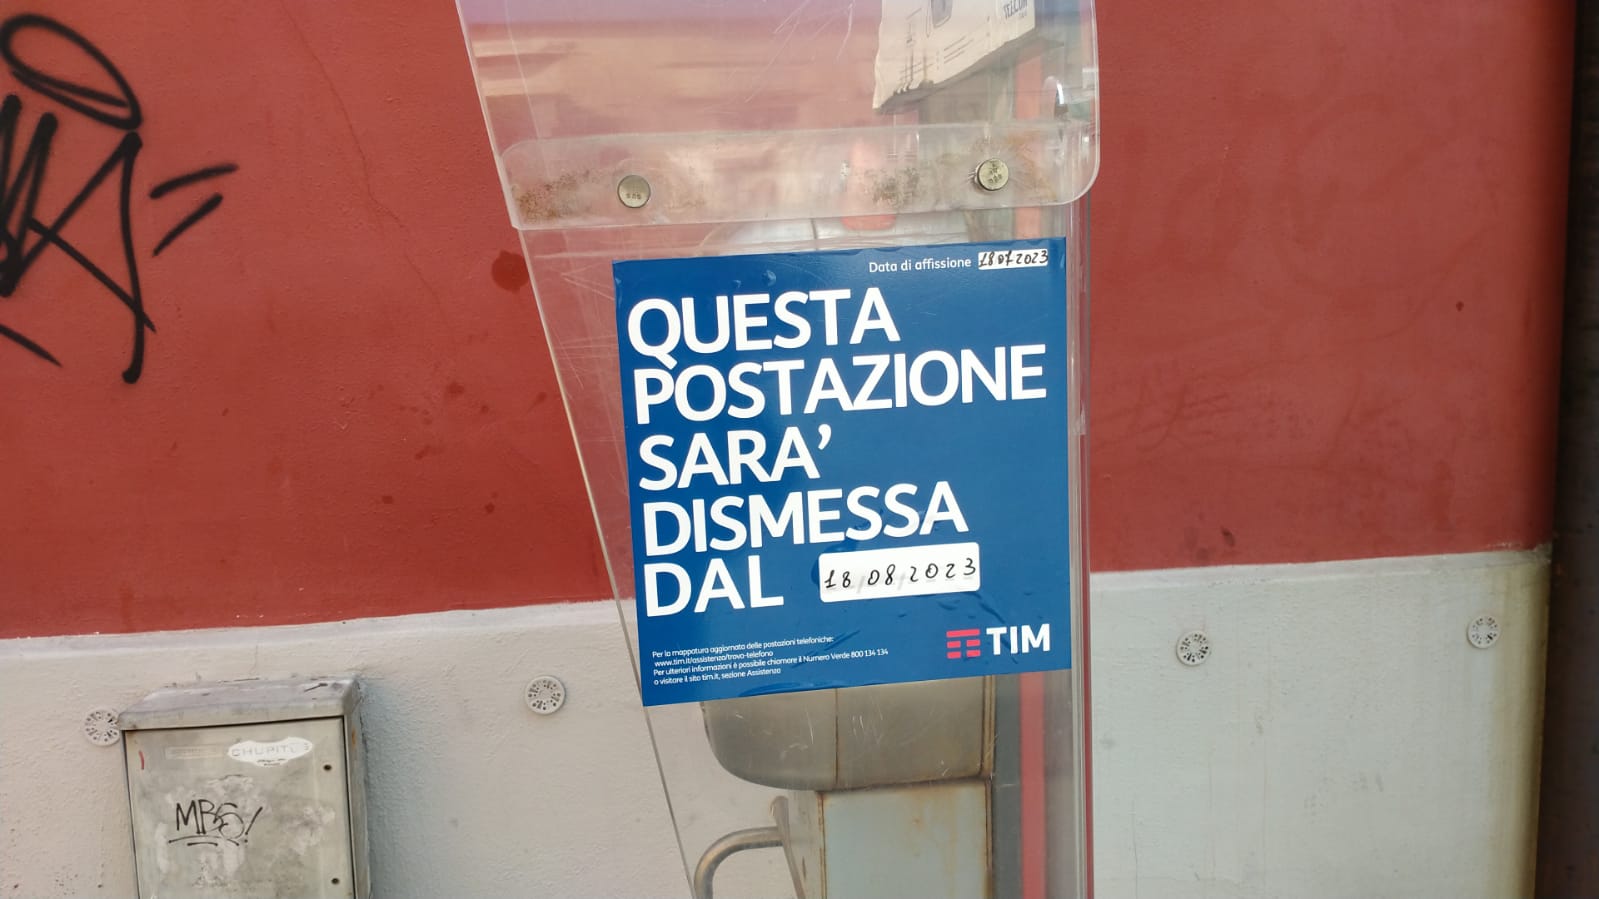 Data di affissione 18 07 2023
QUESTA
POSTAZIONE
SARA'
DISMESSA
DAL 18/08/2023
Per la mappatura aggiornata delle postazioni telefoniche:
www.tim.it/assistenza/trova-telefono
Per ulteriori informazioni è possibile chiamare il Numero Verde 800 134 134
o visitare il sito tim.it, sezione Assistenza
TIM
CHUPITOS